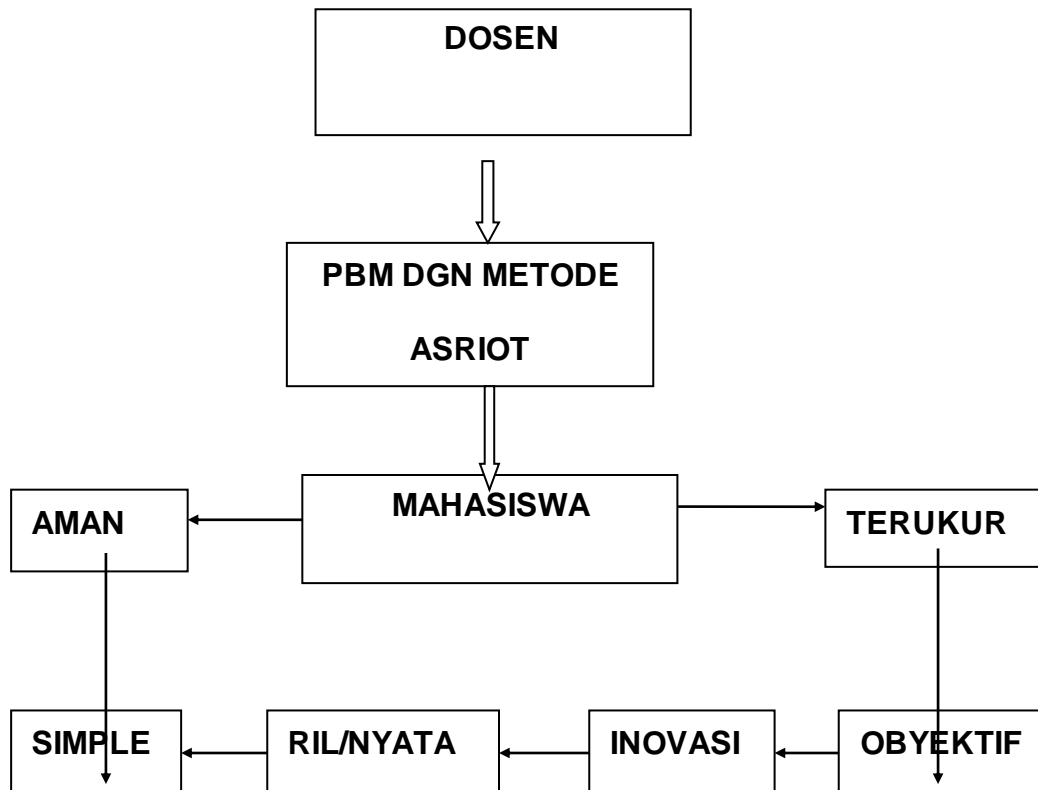 DOSEN
PBM DGN METODE
ASRIOT
MAHASISWA
AMAN
TERUKUR
SIMPLE
RIL/NYATA
INOVASI
OBYEKTIF